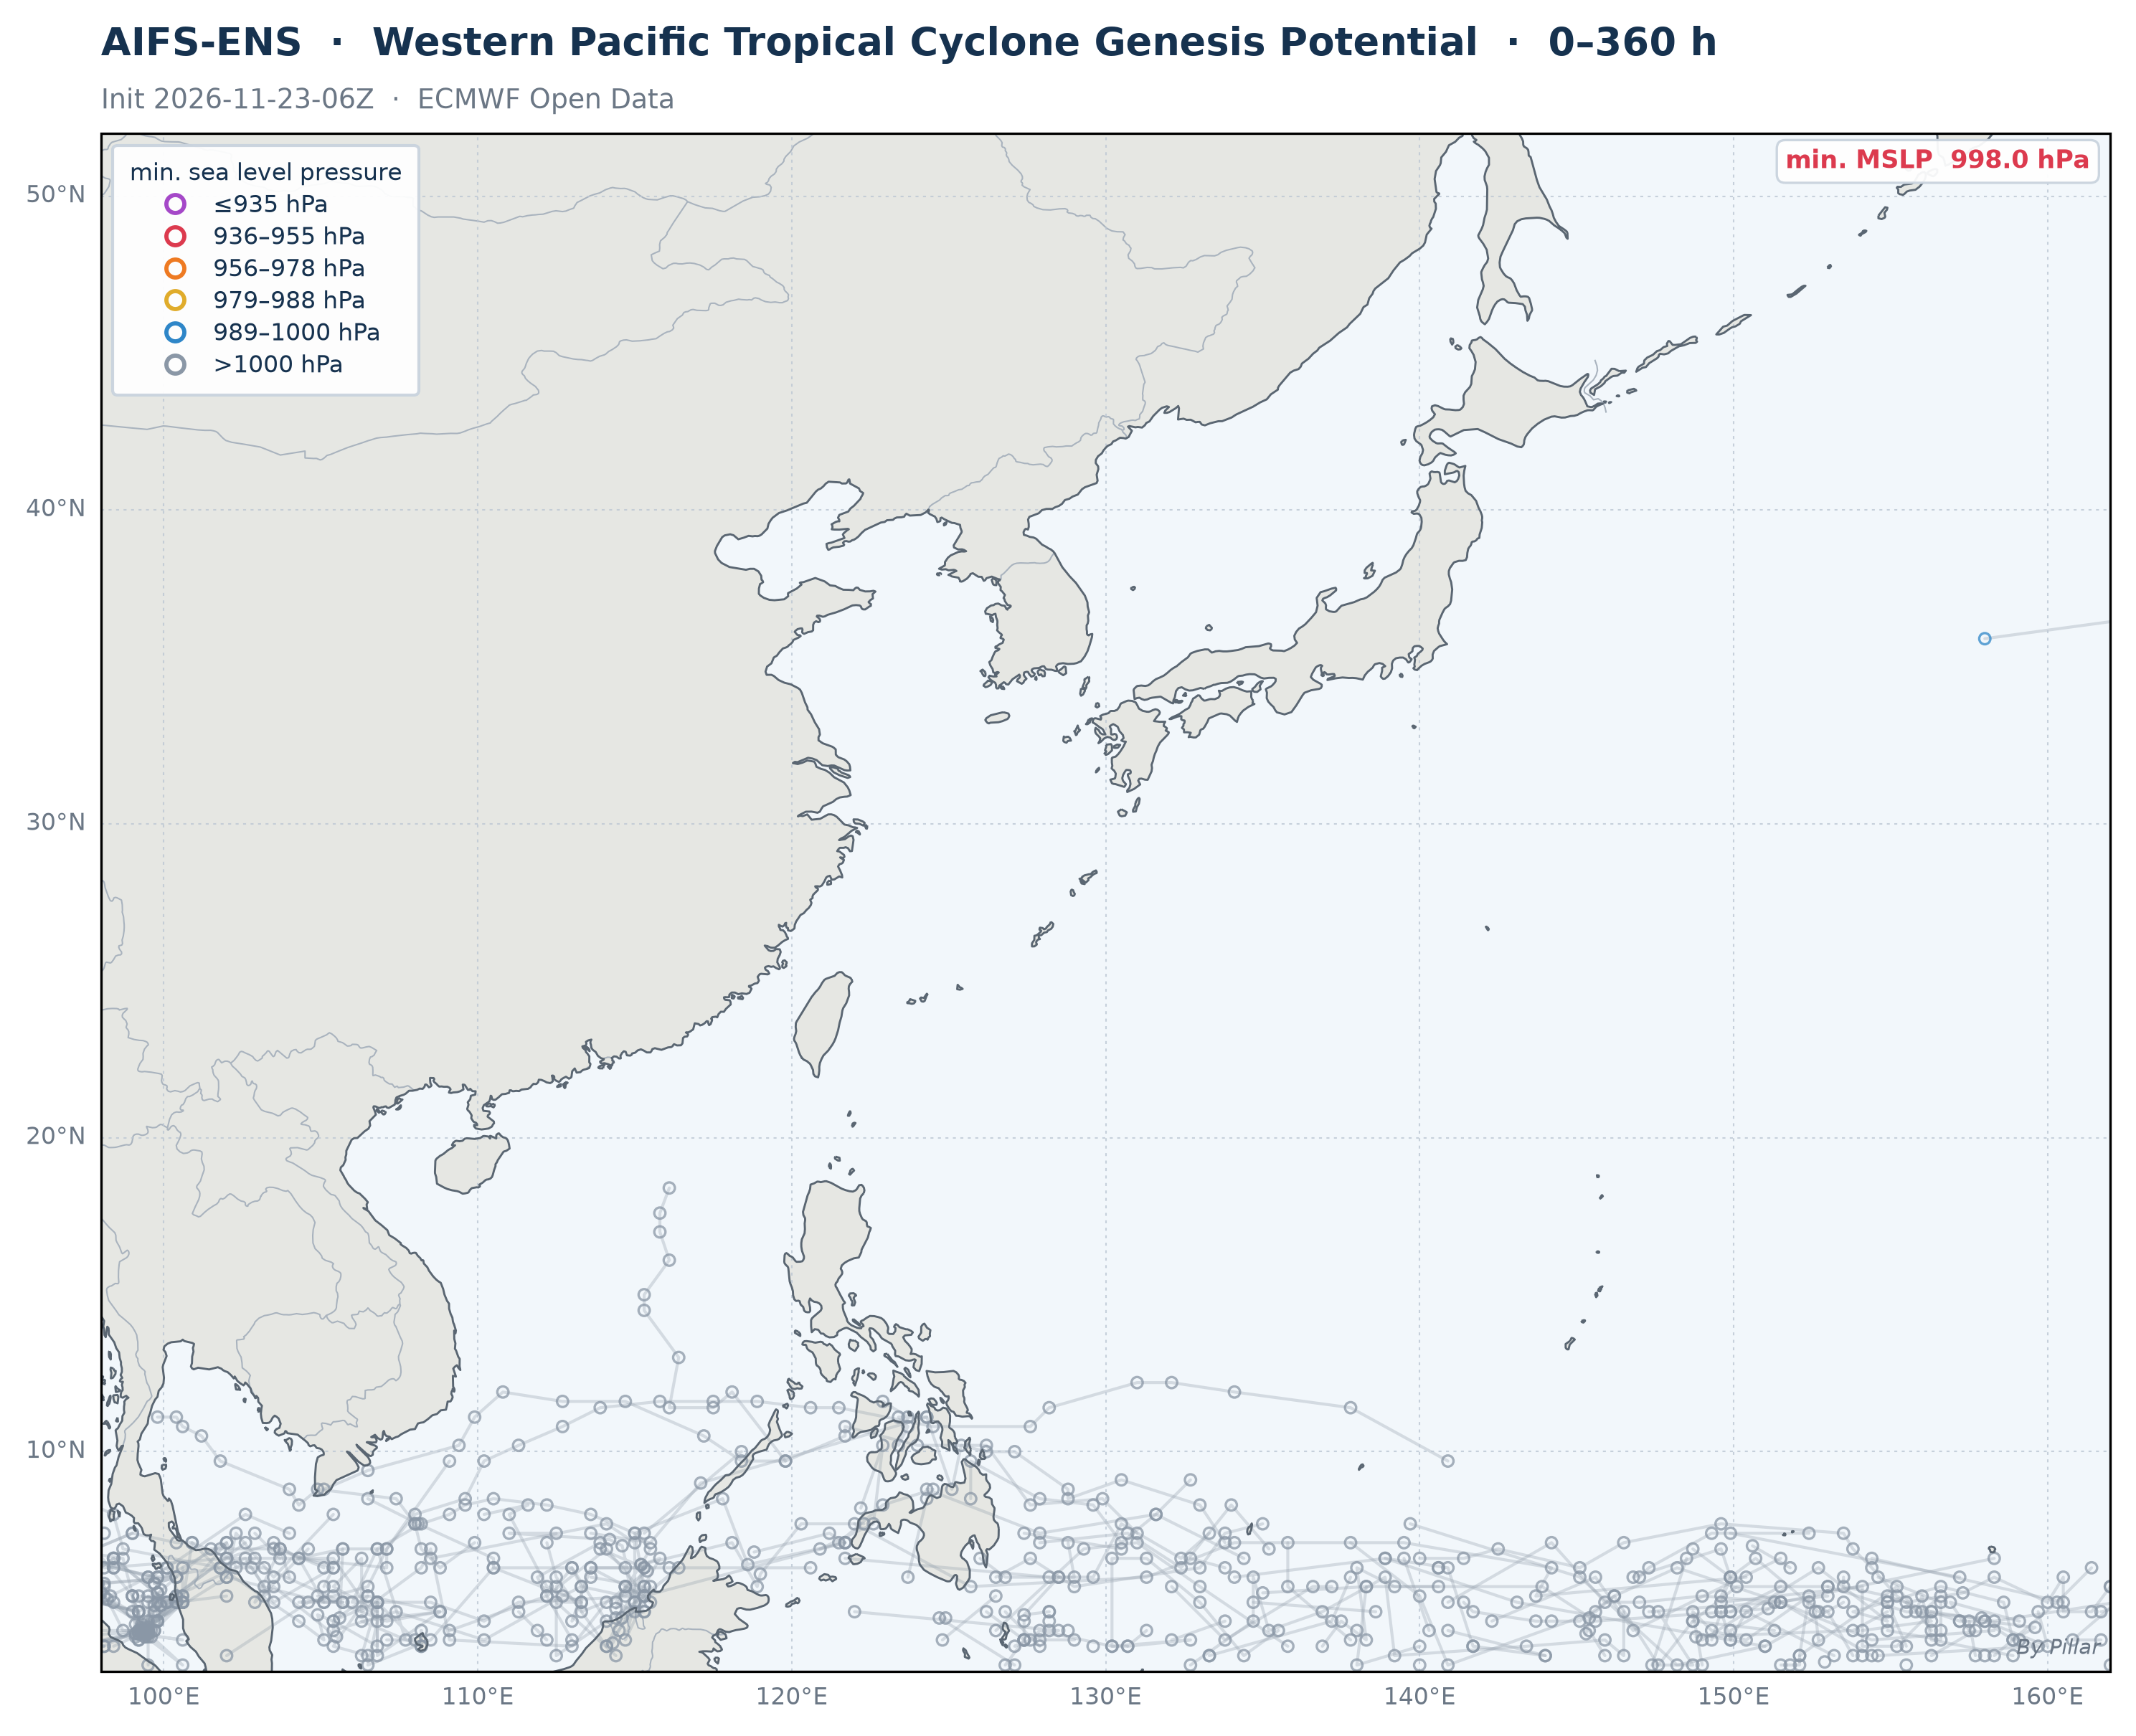 AIFS-ENS · Western Pacific Tropical Cyclone Genesis Potential · 0–360 h
Init 2026-11-23-06Z · ECMWF Open Data
min. sea level pressure
≤935 hPa
936–955 hPa
956–978 hPa
979–988 hPa
989–1000 hPa
>1000 hPa
min. MSLP 998.0 hPa
50°N
40°N
30°N
20°N
10°N
By Pillar
100°E
110°E
120°E
130°E
140°E
150°E
160°E